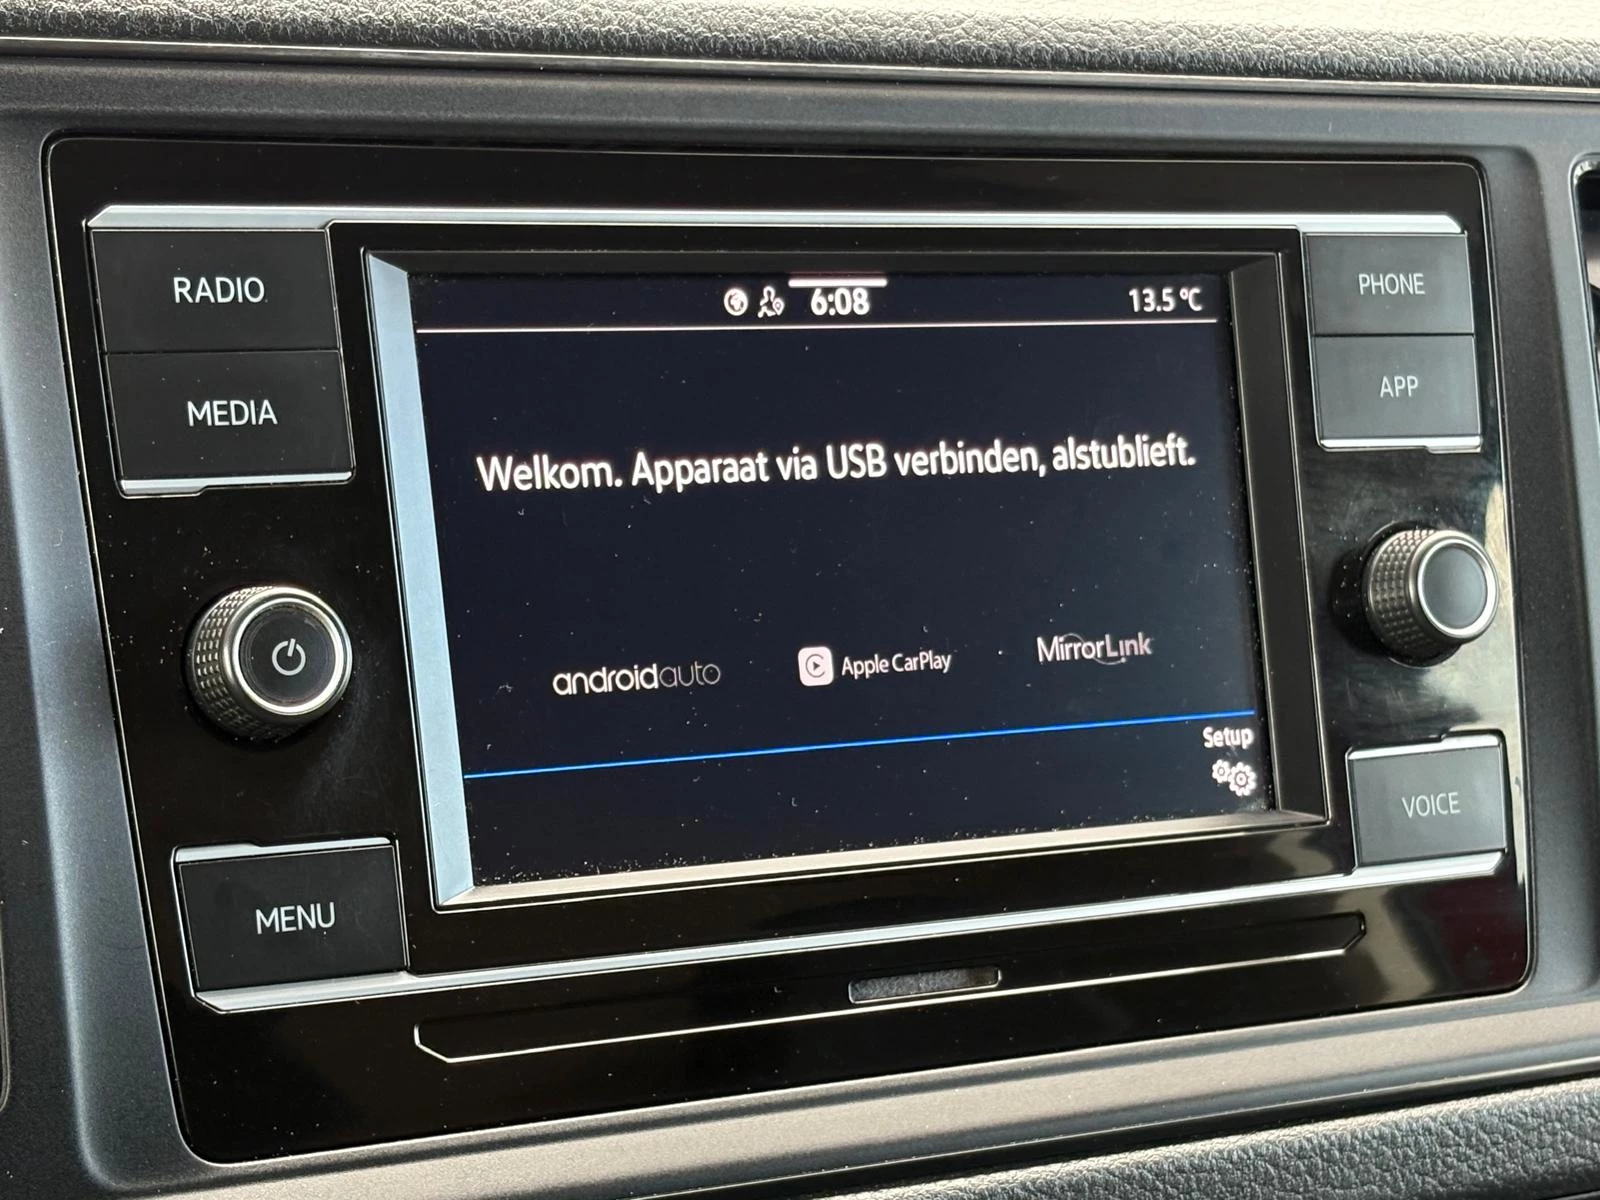 RADIO
MEDIA
MENU
6:08
13.5 °C
Welkom. Apparaat via USB verbinden, alstublieft.
androidauto
Apple CarPlay
MirrorLink
Setup
PHONE
APP
VOICE